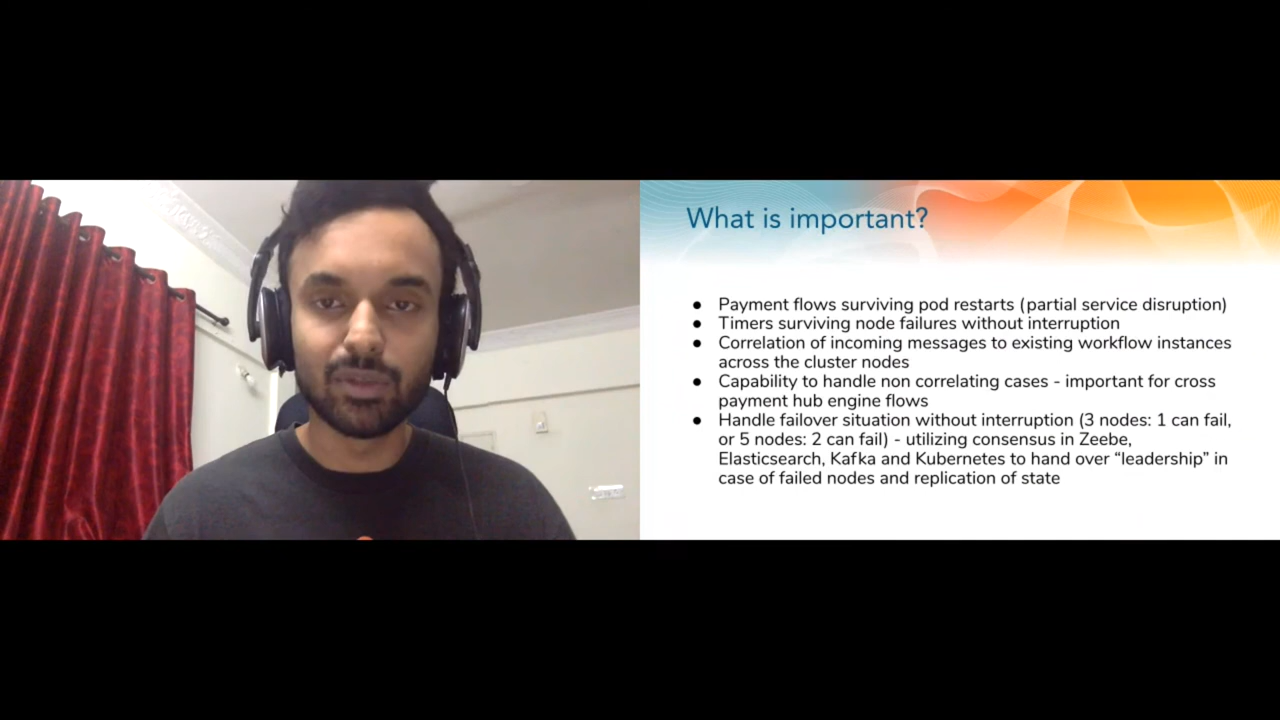 What is important?
● Payment flows surviving pod restarts (partial service disruption)
● Timers surviving node failures without interruption
● Correlation of incoming messages to existing workflow instances
across the cluster nodes
● Capability to handle non correlating cases - important for cross
payment hub engine flows
● Handle failover situation without interruption (3 nodes: 1 can fail,
or 5 nodes: 2 can fail) - utilizing consensus in Zeebe,
Elasticsearch, Kafka and Kubernetes to hand over “leadership” in
case of failed nodes and replication of state